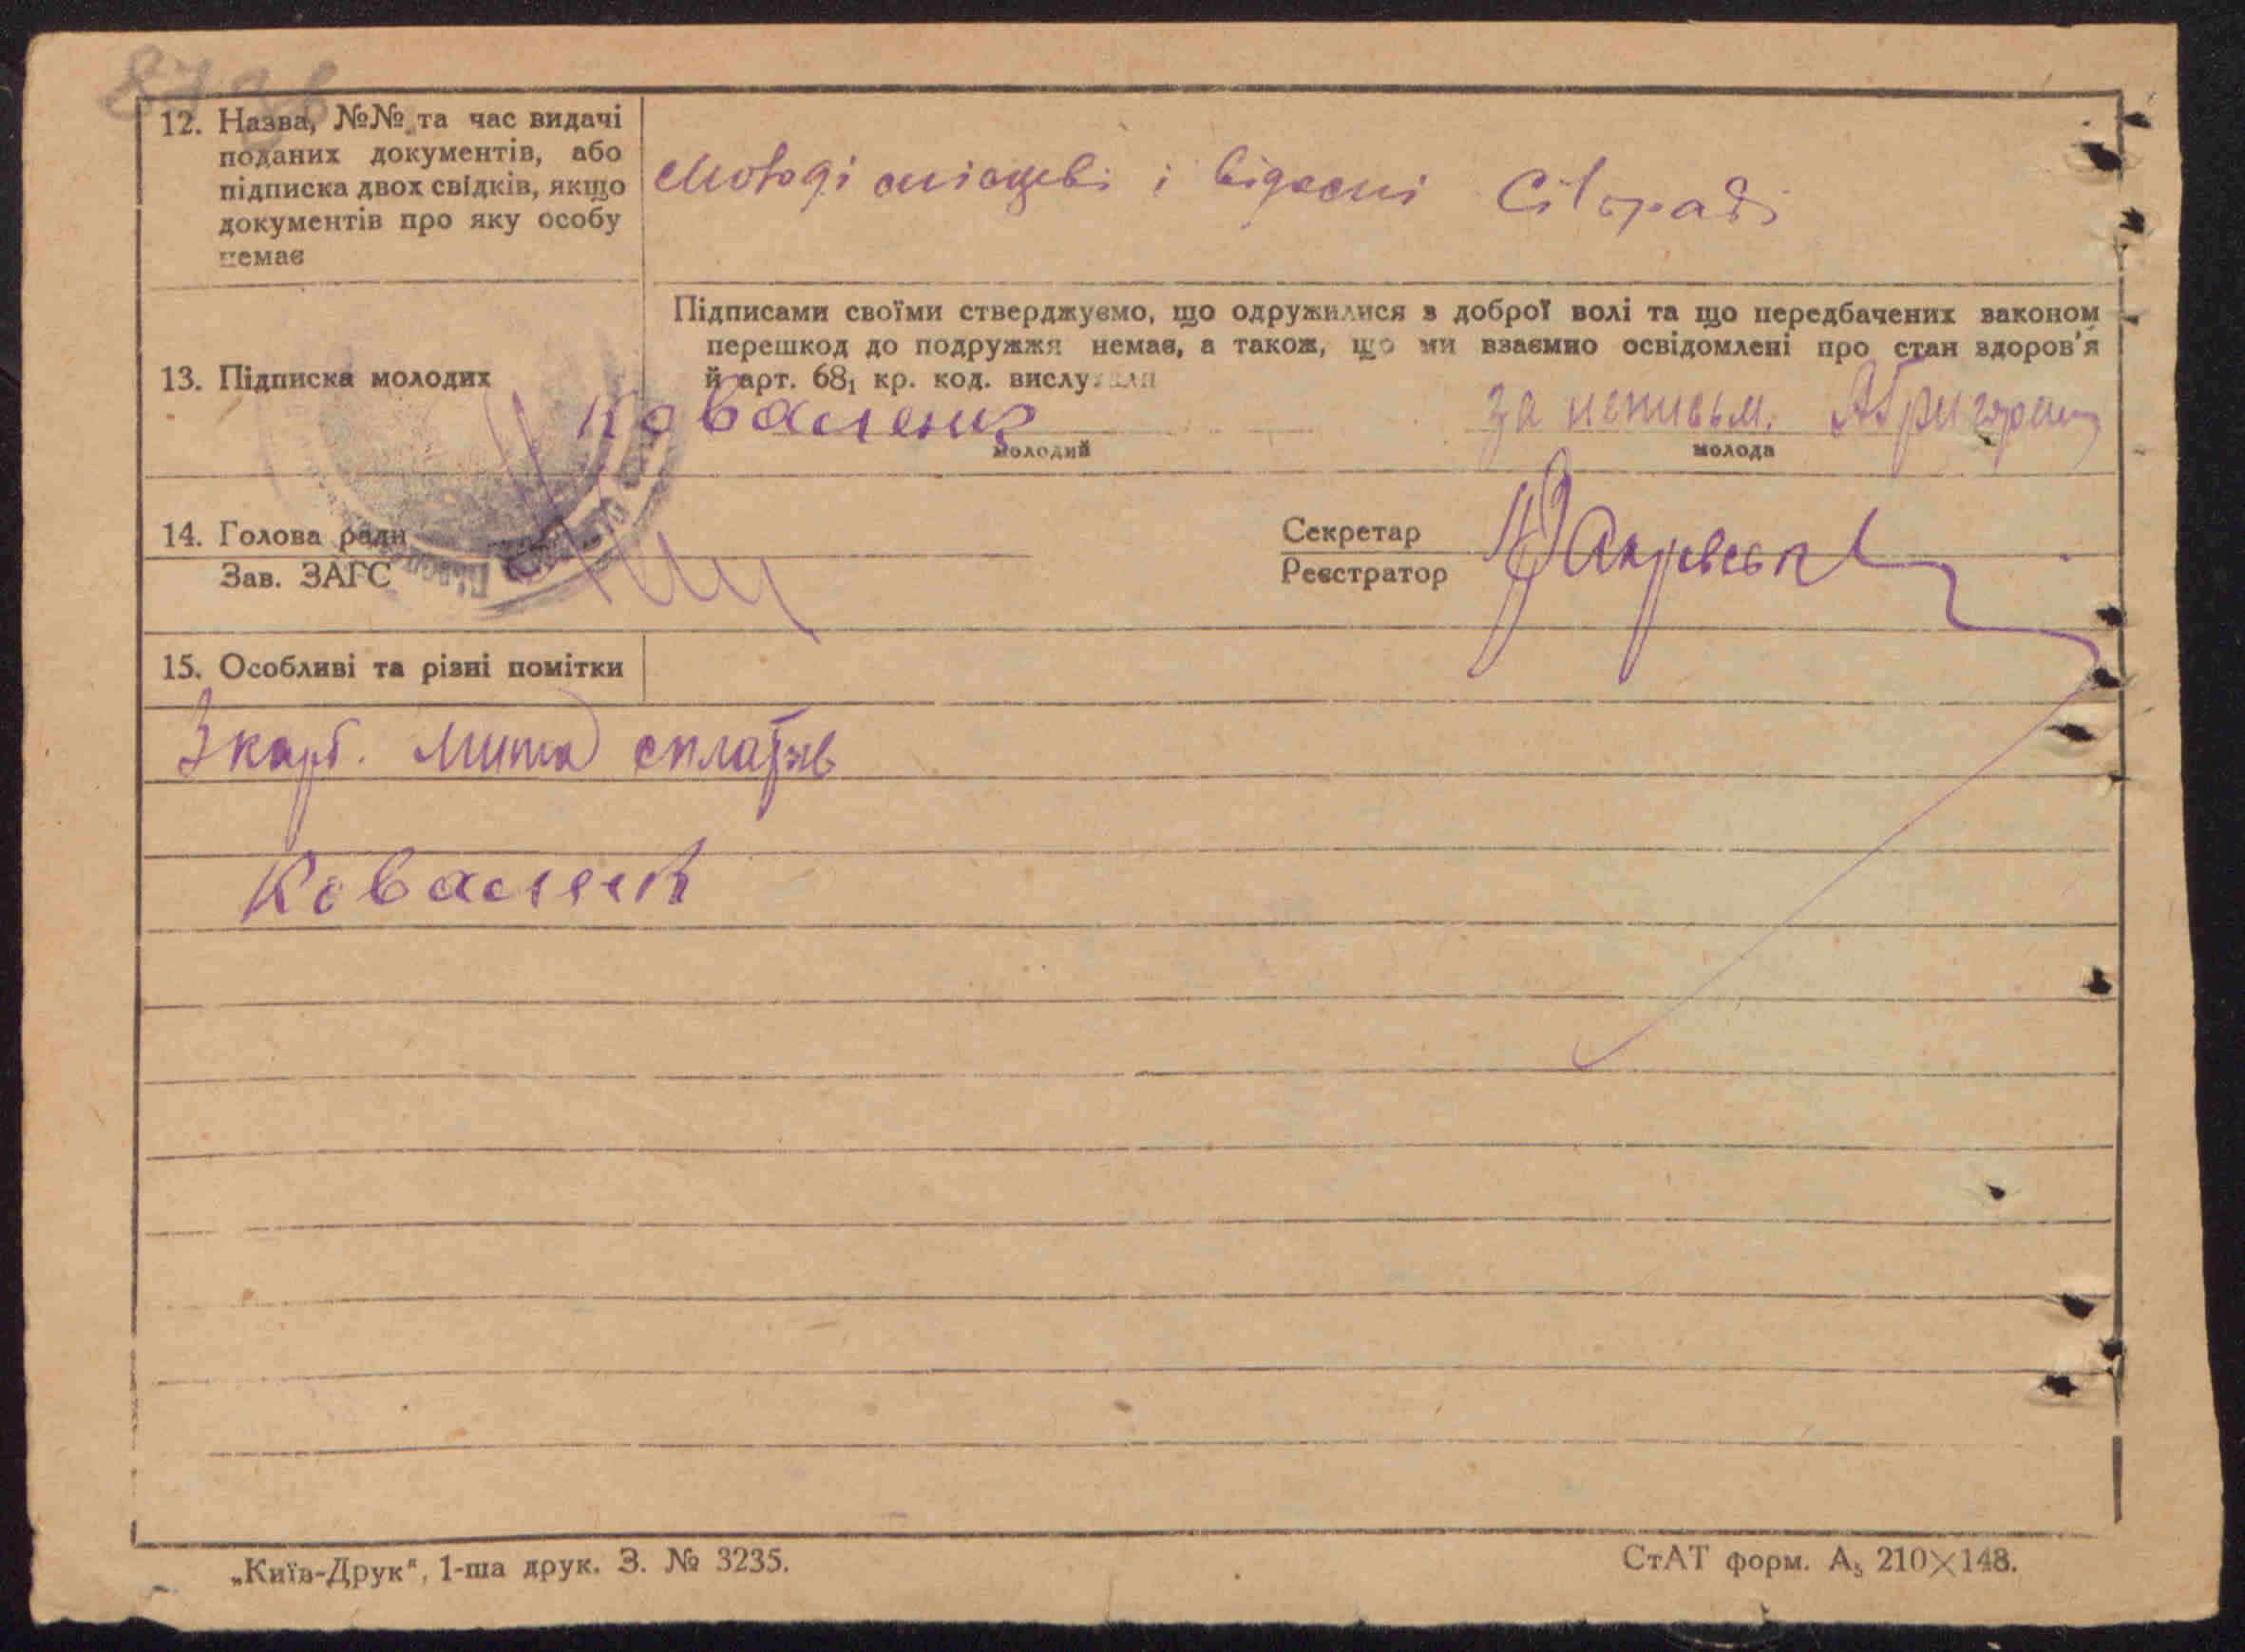 12. Назва, №№ та час видачі
поданих документів, або
підписка двох свідків, якщо
документів про яку особу
немає
Молоді місцеві і відомі Сільраді
13. Підписка молодих
Підписами своїми стверджуємо, що одружилися з доброї волі та що передбачених законом
перешкод до подружжя немає, а також, що ми взаємно освідомлені про стан здоров'я
й арт. 68₁ кр. код. вислухали
Коваленко
за неписьм.
молодий
молода
14. Голова ради
Зав. ЗАГС
Секретар
Реєстратор
15. Особливі та різні помітки
3 карб. мита сплатив
Коваленк
„Київ-Друк“, 1-ша друк. З. № 3235.
СтАТ форм. А₅ 210×148.